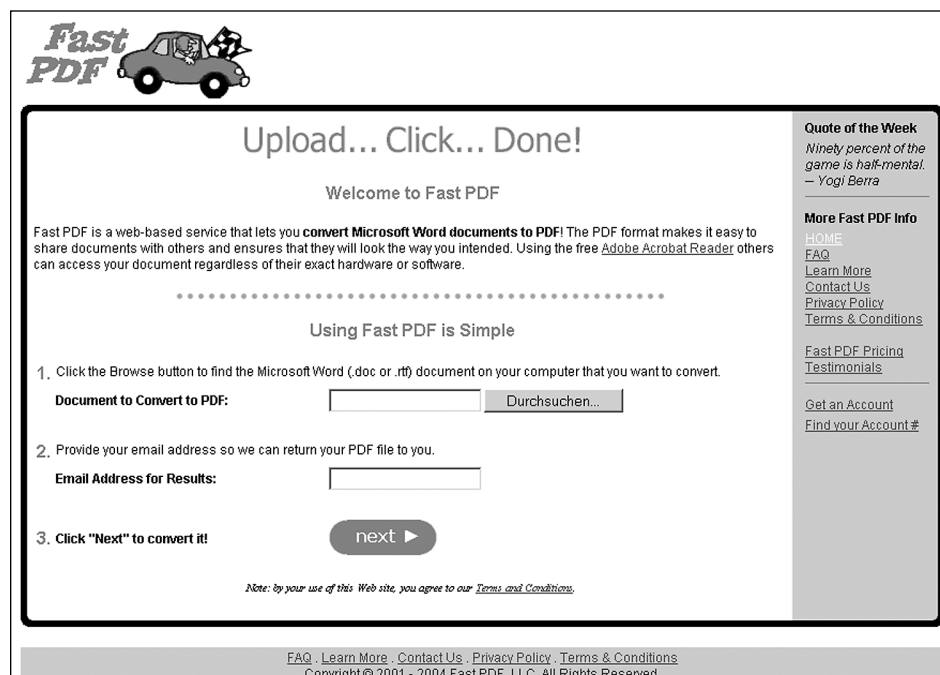 Fast
PDF
Upload... Click... Done!
Welcome to Fast PDF
Fast PDF is a web-based service that lets you convert Microsoft Word documents to PDF! The PDF format makes it easy to
share documents with others and ensures that they will look the way you intended. Using the free Adobe Acrobat Reader others
can access your document regardless of their exact hardware or software.
Using Fast PDF is Simple
1. Click the Browse button to find the Microsoft Word (.doc or .rtf) document on your computer that you want to convert.
Document to Convert to PDF: Durchsuchen...
2. Provide your email address so we can return your PDF file to you.
Email Address for Results:
3. Click "Next" to convert it! next
Note: by your use of this Web site, you agree to our Terms and Conditions.
Quote of the Week
Ninety percent of the
game is half-mental.
– Yogi Berra
More Fast PDF Info
HOME
FAQ
Learn More
Contact Us
Privacy Policy
Terms & Conditions
Fast PDF Pricing
Testimonials
Get an Account
Find your Account #
FAQ . Learn More . Contact Us . Privacy Policy . Terms & Conditions
Copyright © 2001 - 2004 Fast PDF, LLC. All Rights Reserved